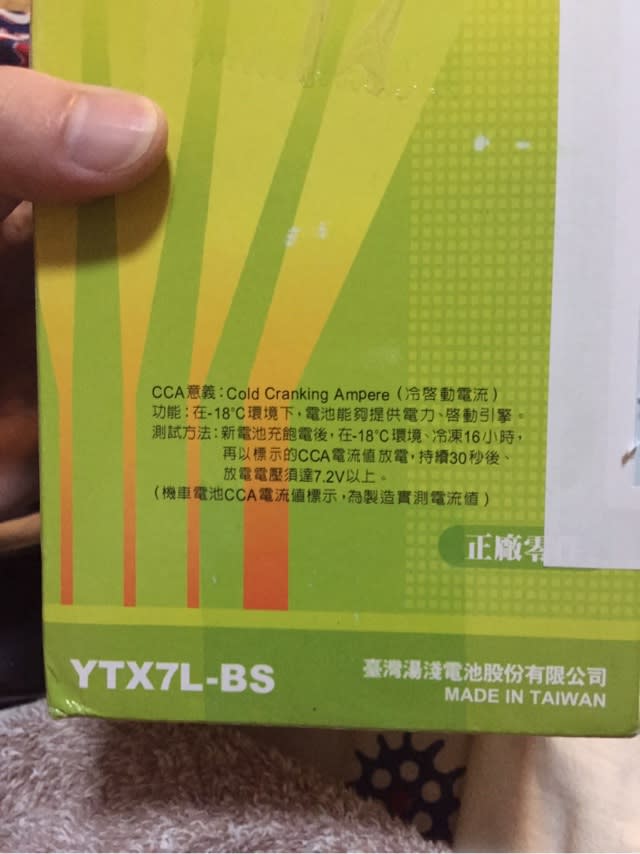 CCA意義：Cold Cranking Ampere（冷啓動電流）
功能：在-18°C環境下，電池能夠提供電力、啓動引擎。
測試方法：新電池充飽電後，在-18°C環境、冷凍16小時，
再以標示的CCA電流值放電，持續30秒後、
放電電壓須達7.2V以上。
（機車電池CCA電流值標示，為製造實測電流值）
正廠零
YTX7L-BS
臺灣湯淺電池股份有限公司
MADE IN TAIWAN